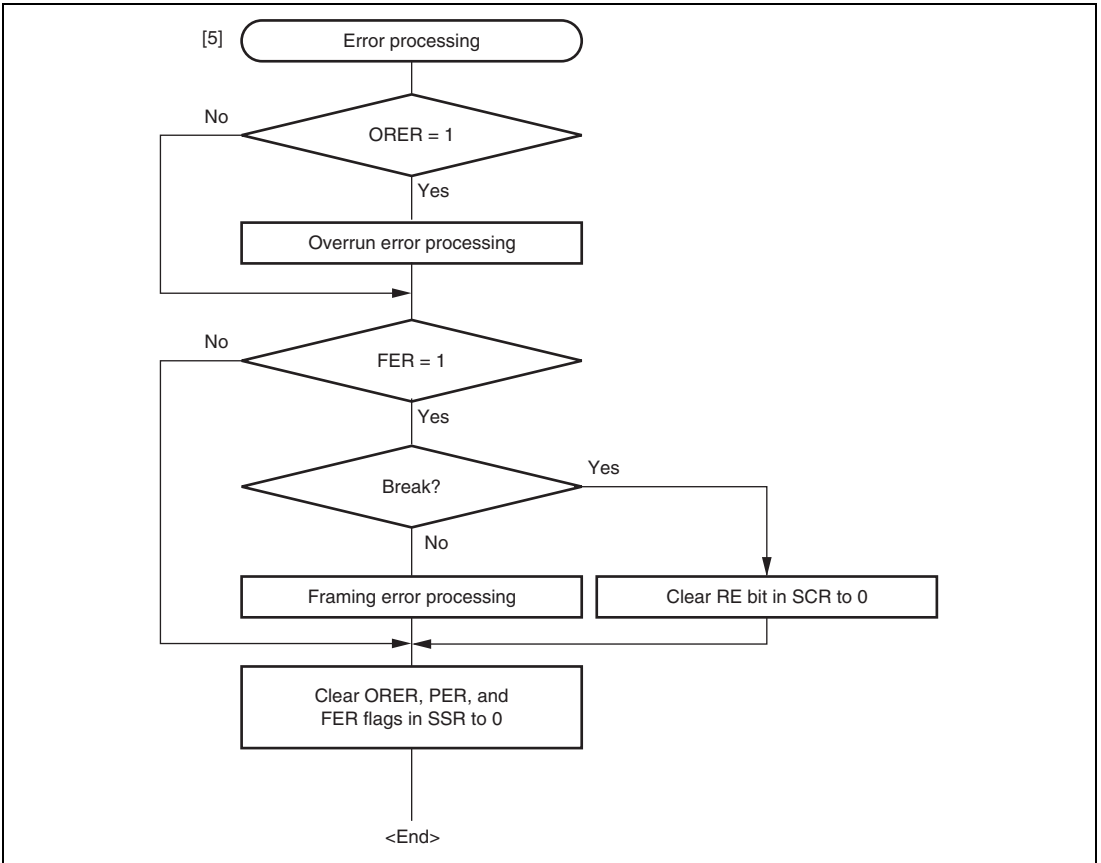 [5]
Error processing
No
ORER = 1
Yes
Overrun error processing
No
FER = 1
Yes
Break?
Yes
No
Framing error processing
Clear RE bit in SCR to 0
Clear ORER, PER, and
FER flags in SSR to 0
<End>